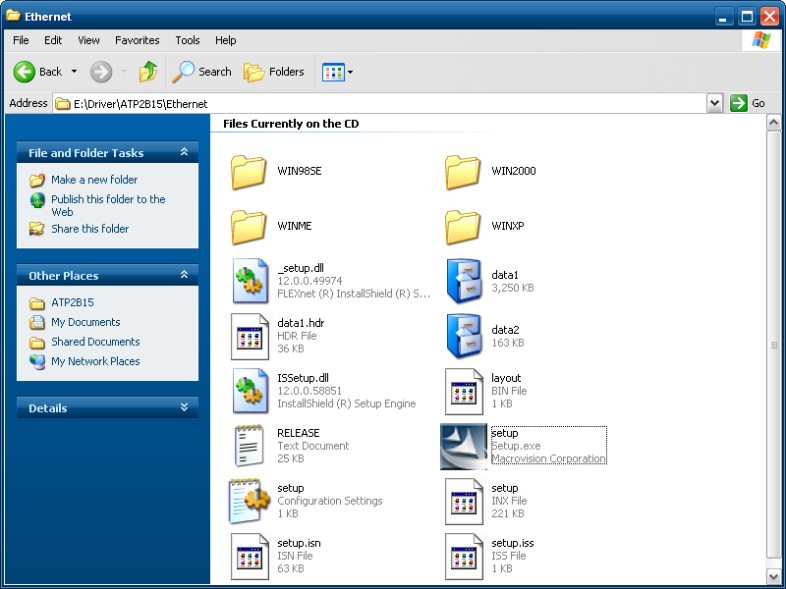 Ethernet
File Edit View Favorites Tools Help
Back Search Folders
Address E:\Driver\ATP2B15\Ethernet Go
File and Folder Tasks
Make a new folder
Publish this folder to the
Web
Share this folder
Other Places
ATP2B15
My Documents
Shared Documents
My Network Places
Details
Files Currently on the CD
WIN98SE
WIN2000
WINME
WINXP
_setup.dll
12.0.0.49974
FLEXnet (R) InstallShield (R) S...
data1
3,250 KB
data1.hdr
HDR File
36 KB
data2
163 KB
ISSetup.dll
12.0.0.58851
InstallShield (R) Setup Engine
layout
BIN File
1 KB
RELEASE
Text Document
25 KB
setup
Setup.exe
Macrovision Corporation
setup
Configuration Settings
1 KB
setup
INX File
221 KB
setup.isn
ISN File
63 KB
setup.iss
ISS File
1 KB